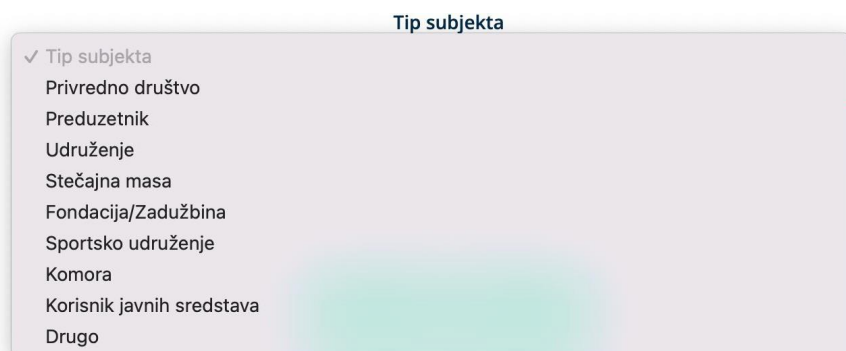 Tip subjekta
✓ Tip subjekta
Privredno društvo
Preduzetnik
Udruženje
Stečajna masa
Fondacija/Zadužbina
Sportsko udruženje
Komora
Korisnik javnih sredstava
Drugo